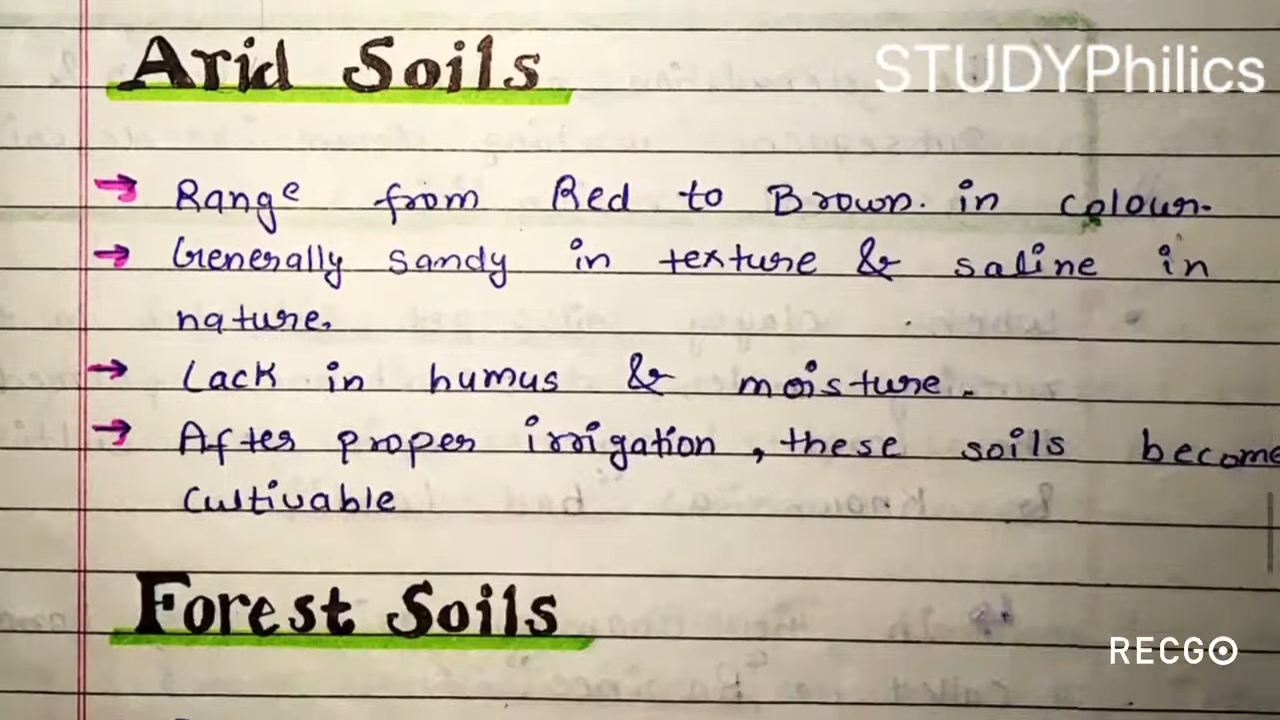 Arid Soils
STUDYPhilics
→ Range from Red to Brown. in colour.
→ Generally sandy in texture & saline in
nature.
→ Lack in humus & moisture.
→ After proper irrigation, these soils become
cultivable
Forest Soils
RECGO